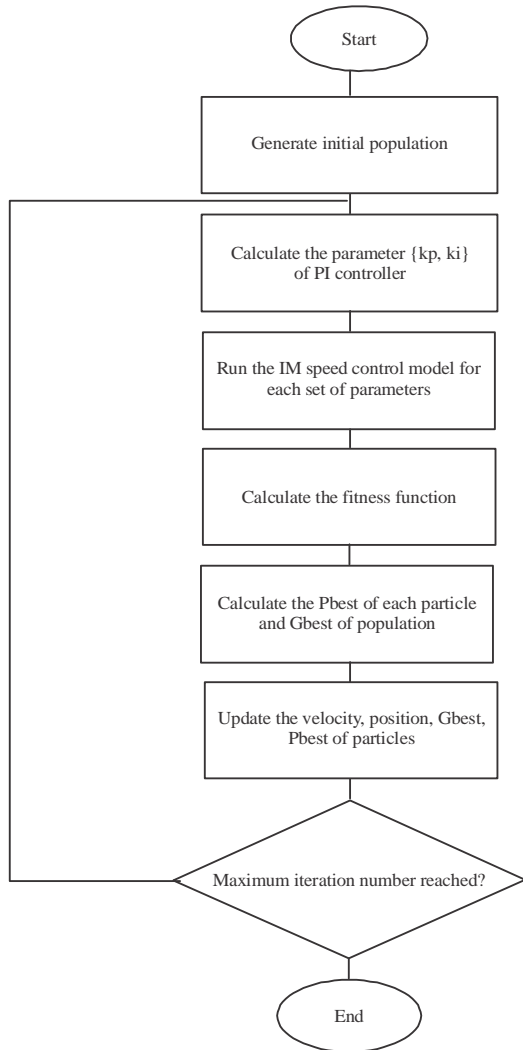 Start
Generate initial population
Calculate the parameter {kp, ki}
of PI controller
Run the IM speed control model for
each set of parameters
Calculate the fitness function
Calculate the Pbest of each particle
and Gbest of population
Update the velocity, position, Gbest,
Pbest of particles
Maximum iteration number reached?
End